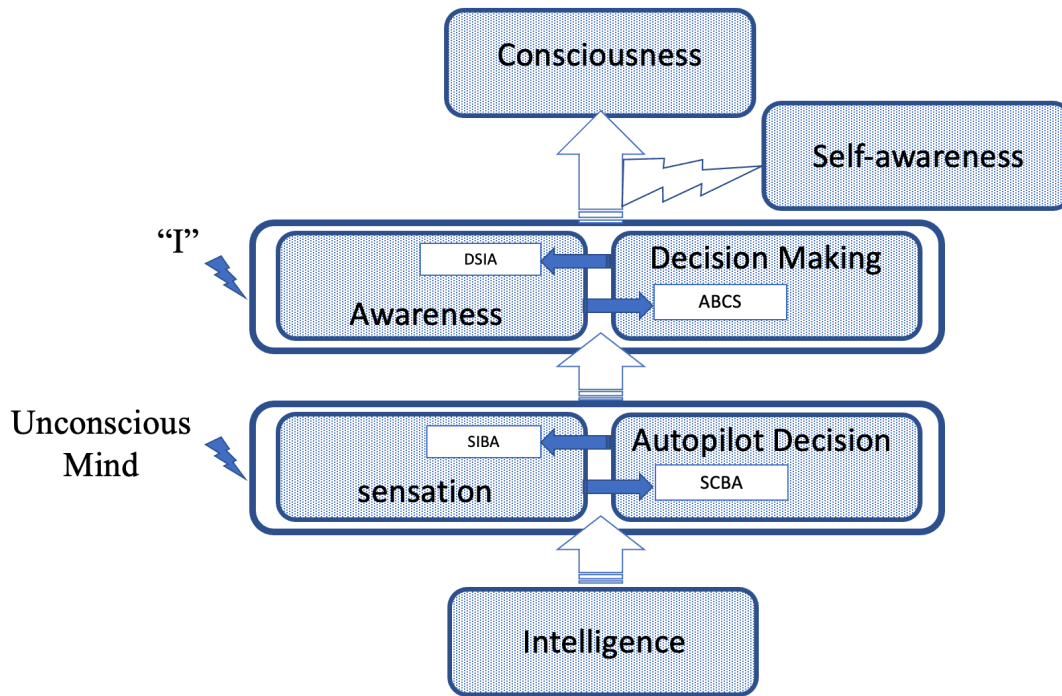 Consciousness
Self-awareness
“I”
DSIA
Decision Making
Awareness
ABCS
Unconscious
Mind
SIBA
Autopilot Decision
sensation
SCBA
Intelligence